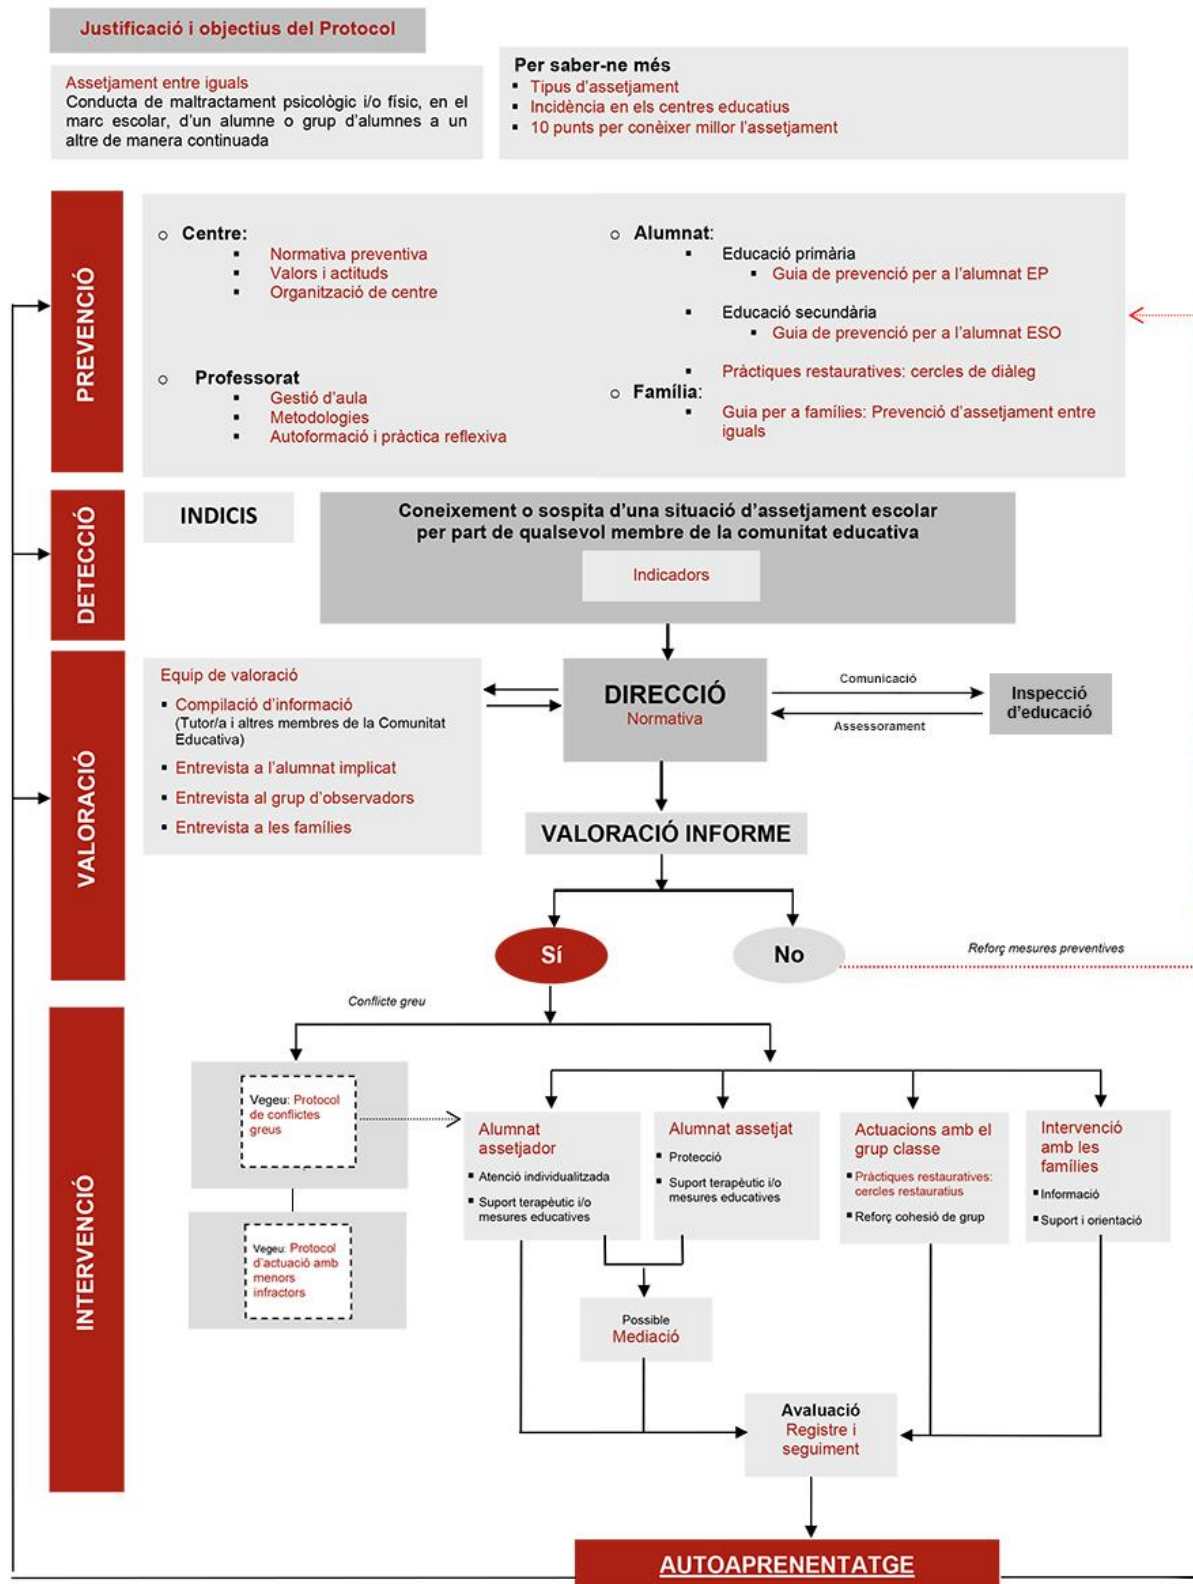 Justificació i objectius del Protocol
Assetjament entre iguals
Conducta de maltractament psicològic i/o físic, en el
marc escolar, d'un alumne o grup d'alumnes a un
altre de manera continuada
Per saber-ne més
Tipus d'assetjament
Incidència en els centres educatius
10 punts per conèixer millor l'assetjament
PREVENCIÓ
Centre:
Normativa preventiva
Valors i actituds
Organització de centre
Professorat
Gestió d'aula
Metodologies
Autoformació i pràctica reflexiva
Alumnat:
Educació primària
Guia de prevenció per a l'alumnat EP
Educació secundària
Guia de prevenció per a l'alumnat ESO
Pràctiques restauratives: cercles de diàleg
Família:
Guia per a famílies: Prevenció d'assetjament entre
iguals
DETECCIÓ
INDICIS
Coneixement o sospita d'una situació d'assetjament escolar
per part de qualsevol membre de la comunitat educativa
Indicadors
VALORACIÓ
Equip de valoració
Compilació d'informació
(Tutor/a i altres membres de la Comunitat
Educativa)
Entrevista a l'alumnat implicat
Entrevista al grup d'observadors
Entrevista a les famílies
DIRECCIÓ
Normativa
Comunicació
Assessorament
Inspecció
d'educació
VALORACIÓ INFORME
Sí
No
Reforç mesures preventives
INTERVENCIÓ
Conflicte greu
Vegeu: Protocol
de conflictes
greus
Vegeu: Protocol
d'actuació amb
menors
infractors
Alumnat
assetjador
Atenció individualitzada
Suport terapèutic i/o
mesures educatives
Alumnat assetjat
Protecció
Suport terapèutic i/o
mesures educatives
Actuacions amb el
grup classe
Pràctiques restauratives:
cercles restauratius
Reforç cohesió de grup
Intervenció
amb les
famílies
Informació
Suport i orientació
Possible
Mediació
Avaluació
Registre i
seguiment
AUTOAPRENENTATGE